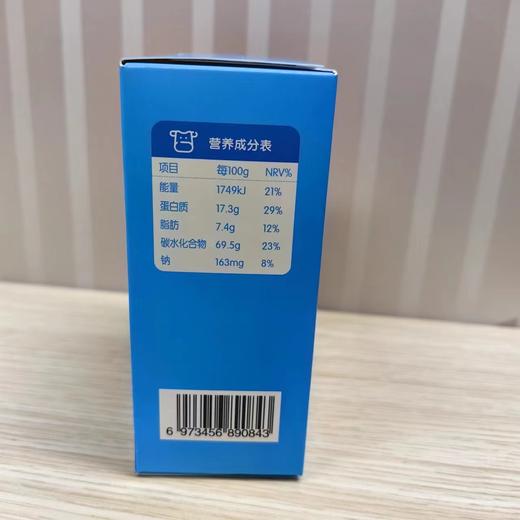 营养成分表
项目 每100g NRV%
能量 1749kJ 21%
蛋白质 17.3g 29%
脂肪 7.4g 12%
碳水化合物 69.5g 23%
钠 163mg 8%
6 973456 890843